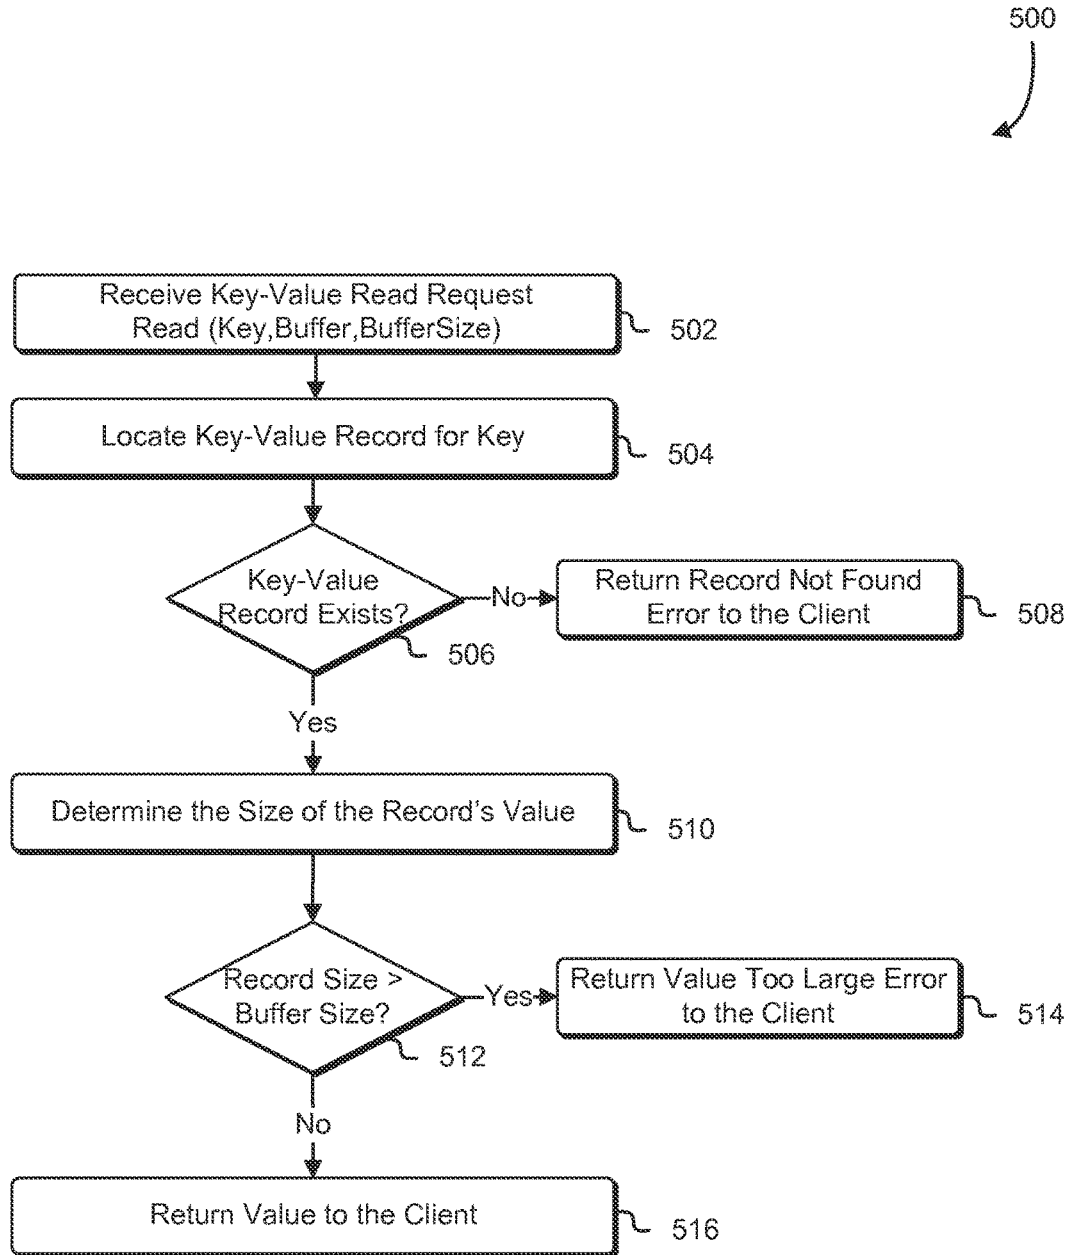 500
Receive Key-Value Read Request
Read (Key,Buffer,BufferSize)
502
Locate Key-Value Record for Key
504
Key-Value
Record Exists?
506
No
Return Record Not Found
Error to the Client
508
Yes
Determine the Size of the Record's Value
510
Record Size >
Buffer Size?
512
Yes
Return Value Too Large Error
to the Client
514
No
Return Value to the Client
516